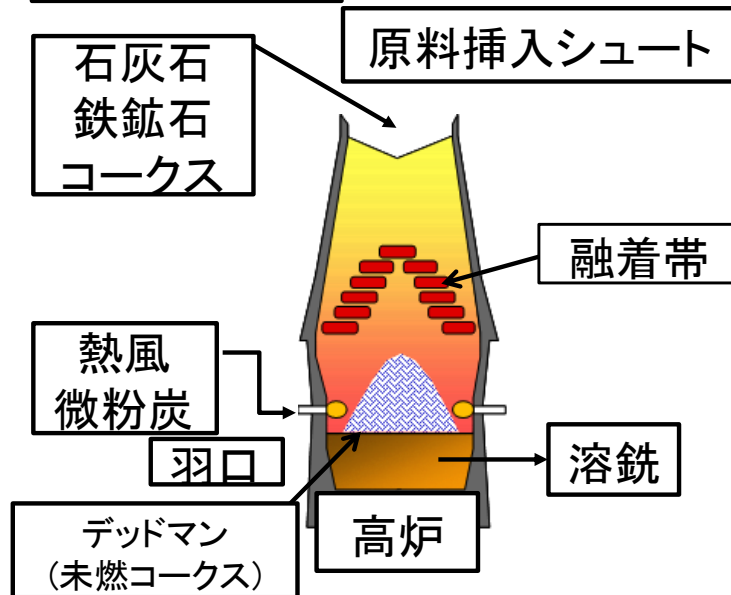 原料挿入シュート
石灰石
鉄鉱石
コークス
融着帯
熱風
微粉炭
羽口
溶銑
デッドマン
(未燃コークス)
高炉